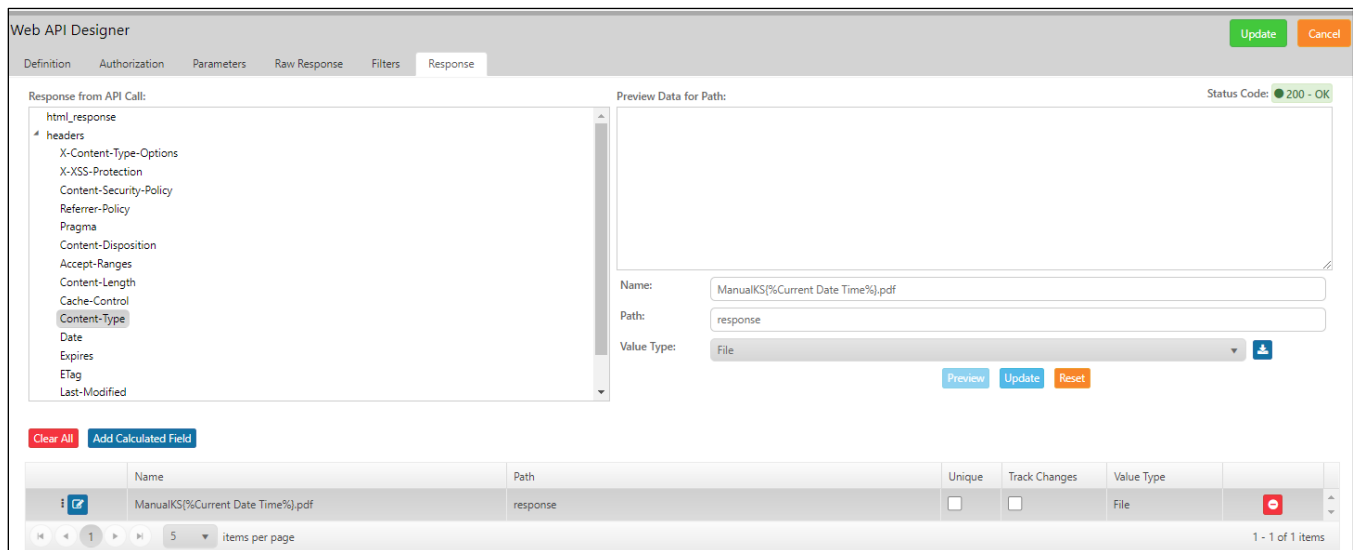 Web API Designer
Update Cancel
Definition Authorization Parameters Raw Response Filters Response
Response from API Call:
html_response
headers
X-Content-Type-Options
X-XSS-Protection
Content-Security-Policy
Referrer-Policy
Pragma
Content-Disposition
Accept-Ranges
Content-Length
Cache-Control
Content-Type
Date
Expires
ETag
Last-Modified
Preview Data for Path:
Status Code: 200 - OK
Name: ManualKS{%Current Date Time%}.pdf
Path: response
Value Type: File
Preview Update Reset
Clear All Add Calculated Field
Name Path Unique Track Changes Value Type
ManualKS{%Current Date Time%}.pdf response File
1 5 items per page 1 - 1 of 1 items